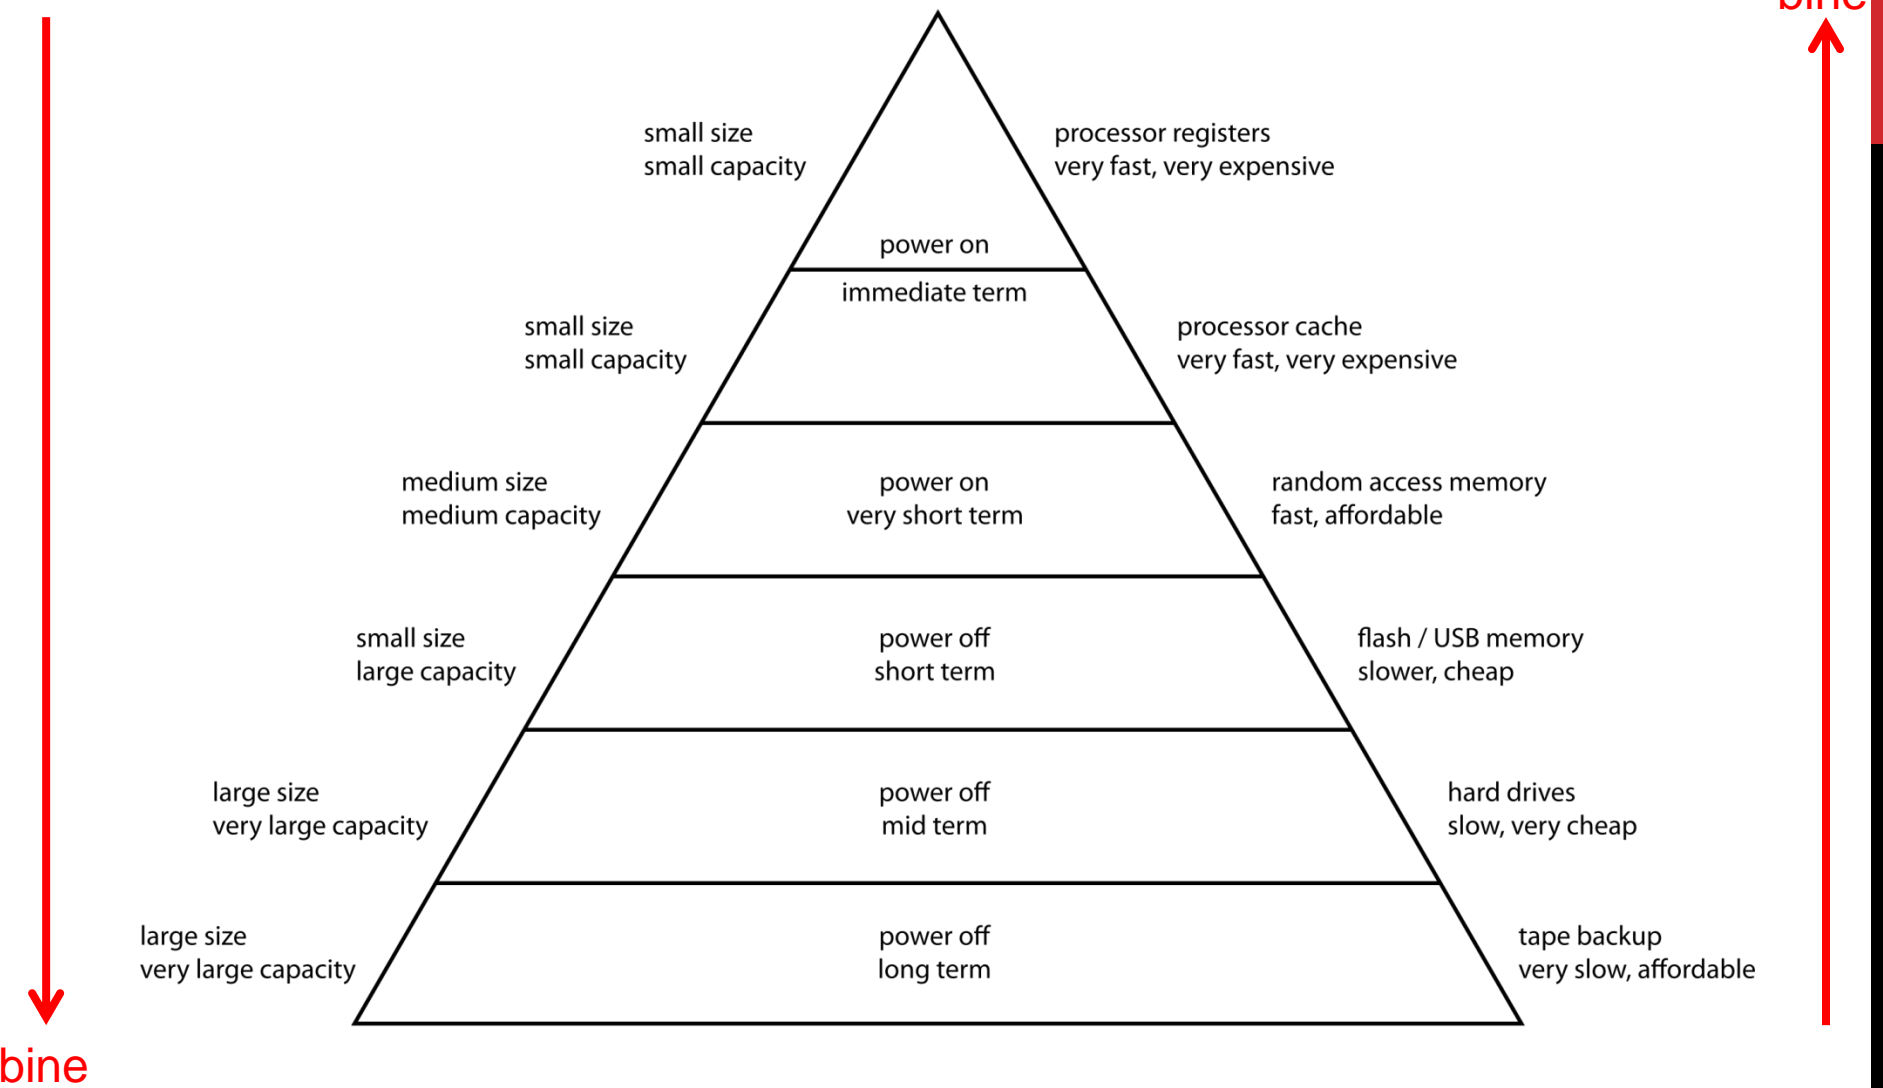 bine
small size
small capacity
processor registers
very fast, very expensive
power on
immediate term
small size
small capacity
processor cache
very fast, very expensive
medium size
medium capacity
power on
very short term
random access memory
fast, affordable
small size
large capacity
power off
short term
flash / USB memory
slower, cheap
large size
very large capacity
power off
mid term
hard drives
slow, very cheap
large size
very large capacity
power off
long term
tape backup
very slow, affordable
bine